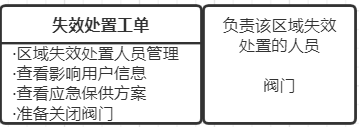 失效处置工单
·区域失效处置人员管理
·查看影响用户信息
·查看应急保供方案
·准备关闭阀门
负责该区域失效
处置的人员
阀门